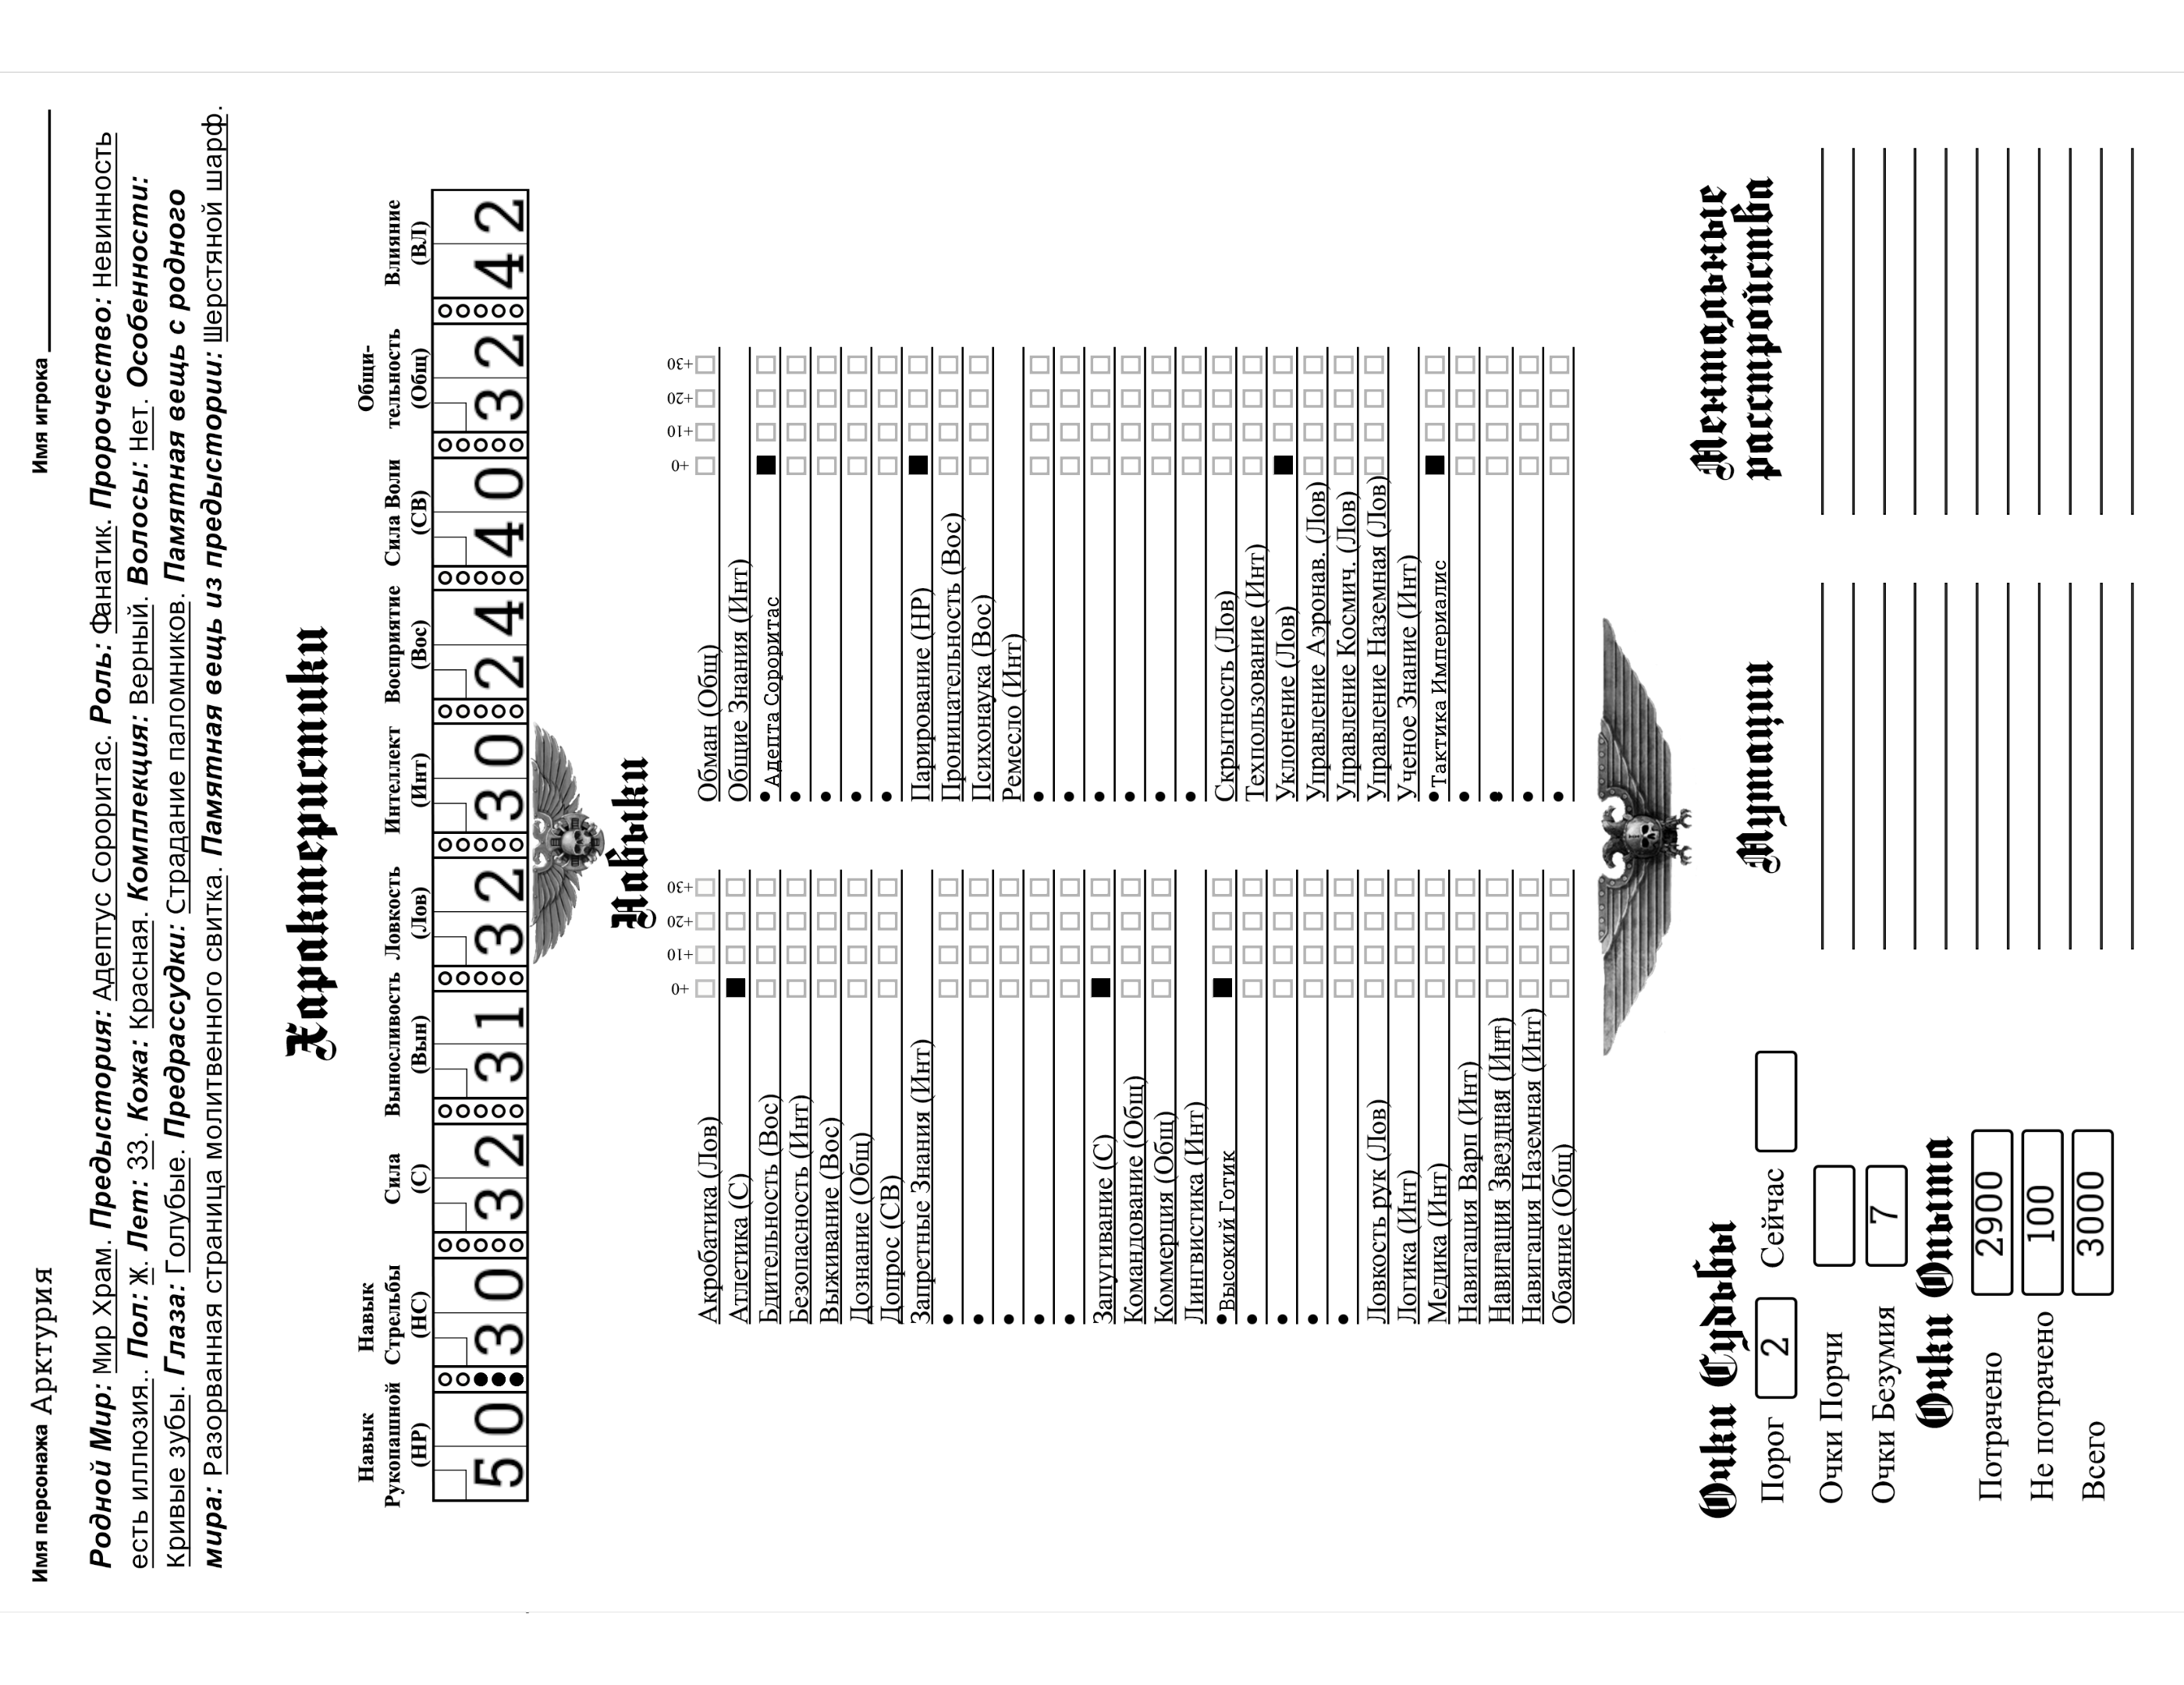 Имя персонажа Арктурия
Имя игрока
Родной Мир: Мир Храм. Предыстория: Адептус Сороритас. Роль: Фанатик. Пророчество: Невинность
есть иллюзия.. Пол: Ж. Лет: 33. Кожа: Красная. Комплекция: Верный. Волосы: Нет. Особенности:
Кривые зубы. Глаза: Голубые. Предрассудки: Страдание паломников. Памятная вещь с родного
мира: Разорванная страница молитвенного свитка. Памятная вещь из предыстории: Шерстяной шарф.
Характеристики
Навык Рукопашной (НР)
Навык Стрельбы (НС)
Сила (С)
Выносливость (Вын)
Ловкость (Лов)
Интеллект (Инт)
Восприятие (Вос)
Сила Воли (СВ)
Общи-тельность (Общ)
Влияние (ВЛ)
50 30 32 31 32 30 24 40 32 42
Навыки
+0 +10 +20 +30
Акробатика (Лов)
Атлетика (С)
Бдительность (Вос)
Безопасность (Инт)
Выживание (Вос)
Дознание (Общ)
Допрос (СВ)
Запретные Знания (Инт)
•
•
•
•
•
Запугивание (С)
Командование (Общ)
Коммерция (Общ)
Лингвистика (Инт)
• Высокий Готик
•
•
•
•
Ловкость рук (Лов)
Логика (Инт)
Медика (Инт)
Навигация Варп (Инт)
Навигация Звездная (Инт)
Навигация Наземная (Инт)
Обаяние (Общ)
+0 +10 +20 +30
Обман (Общ)
Общие Знания (Инт)
• Адепта Сороритас
•
•
•
•
Парирование (НР)
Проницательность (Вос)
Психонаука (Вос)
Ремесло (Инт)
•
•
•
•
•
•
Скрытность (Лов)
Техпользование (Инт)
Уклонение (Лов)
Управление Аэронав. (Лов)
Управление Космич. (Лов)
Управление Наземная (Лов)
Ученое Знание (Инт)
• Тактика Империалис
•
•
•
•
Очки Судьбы
Порог 2 Сейчас
Очки Порчи
Очки Безумия 7
Очки Опыта
Потрачено 2900
Не потрачено 100
Всего 3000
Мутации
Ментальные
расстройства